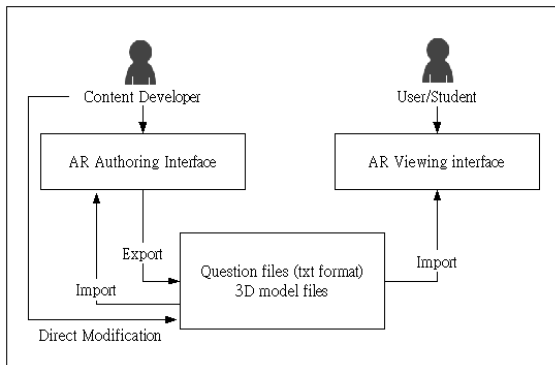 Content Developer
User/Student
AR Authoring Interface
AR Viewing interface
Export
Import
Import
Question files (txt format)
3D model files
Direct Modification